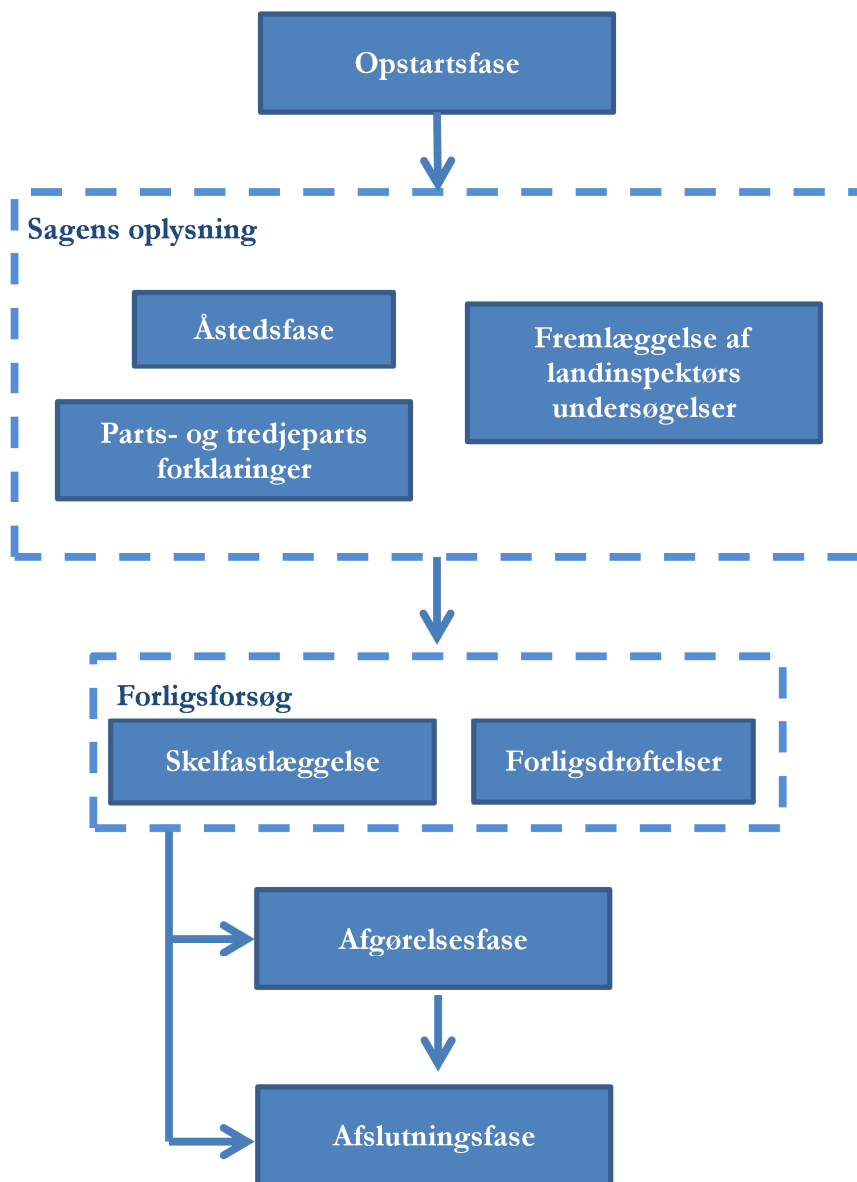 Opstartsfase
Sagens oplysning
Åstedsfase
Fremlæggelse af
landinspektørs
undersøgelser
Parts- og tredjeparts
forklaringer
Forligsforsøg
Skelfastlæggelse
Forligsdrøftelser
Afgørelsesfase
Afslutningsfase